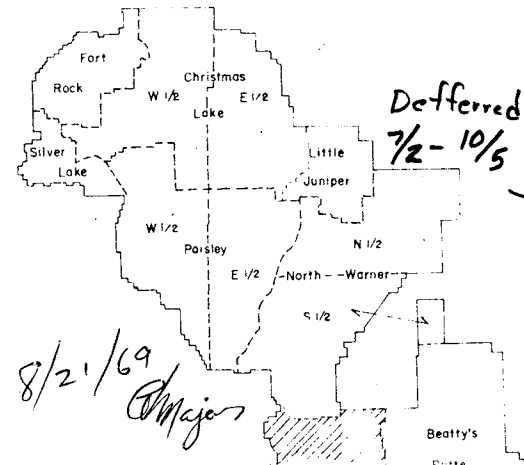 Fort
Rock
Christmas
W 1/2 E 1/2
Lake
Defferred
7/2 - 10/5
Silver
Lake
Little
Juniper
W 1/2
Paisley
N 1/2
E 1/2
North Warner
S 1/2
8/21/69
Beatty's
Butte